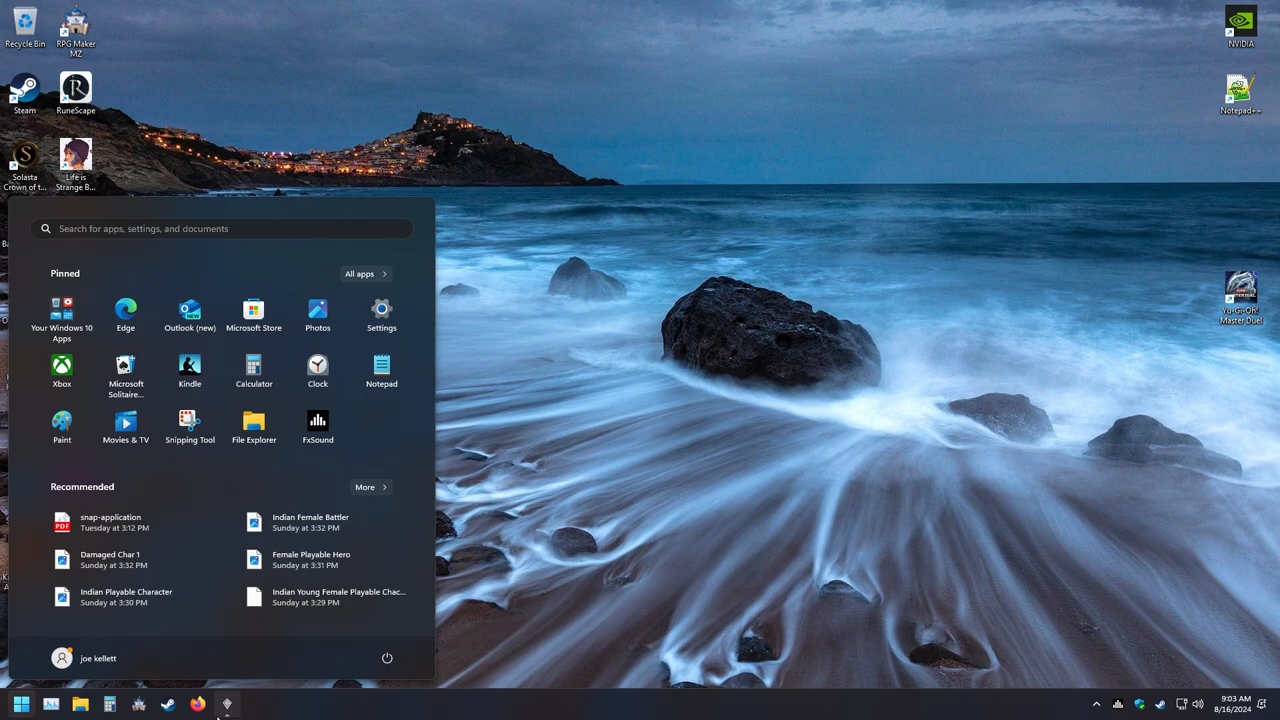 Recycle Bin
RPG Maker
MZ
Steam
RuneScape
Solasta
Crown of t...
Life is
Strange B...
NVIDIA
Notepad++
Yu-Gi-Oh!
Master Duel
Search for apps, settings, and documents
Pinned
All apps
Your Windows 10
Apps
Edge
Outlook (new)
Microsoft Store
Photos
Settings
Xbox
Microsoft
Solitaire...
Kindle
Calculator
Clock
Notepad
Paint
Movies & TV
Snipping Tool
File Explorer
FxSound
Recommended
More
snap-application
Tuesday at 3:12 PM
Indian Female Battler
Sunday at 3:32 PM
Damaged Char 1
Sunday at 3:32 PM
Female Playable Hero
Sunday at 3:31 PM
Indian Playable Character
Sunday at 3:30 PM
Indian Young Female Playable Chac...
Sunday at 3:29 PM
joe kellett
9:03 AM
8/16/2024